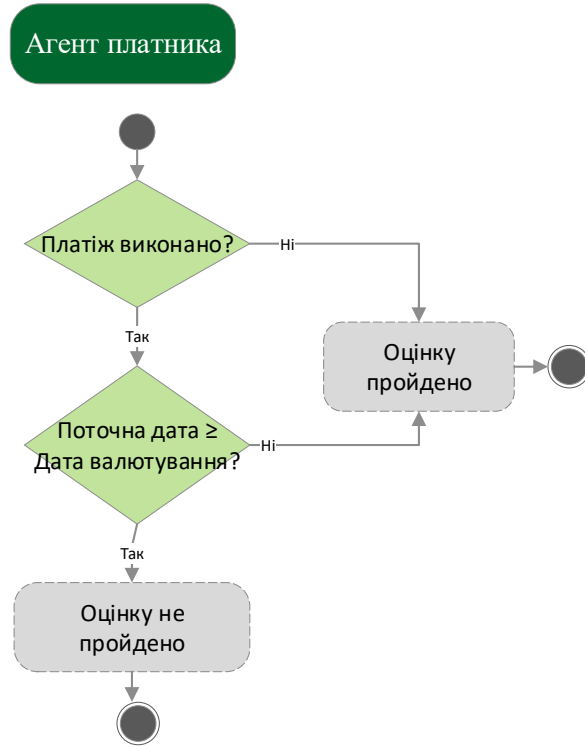 Агент платника
Платіж виконано?
Ні
Так
Оцінку
пройдено
Поточна дата ≥
Дата валютування?
Ні
Так
Оцінку не
пройдено